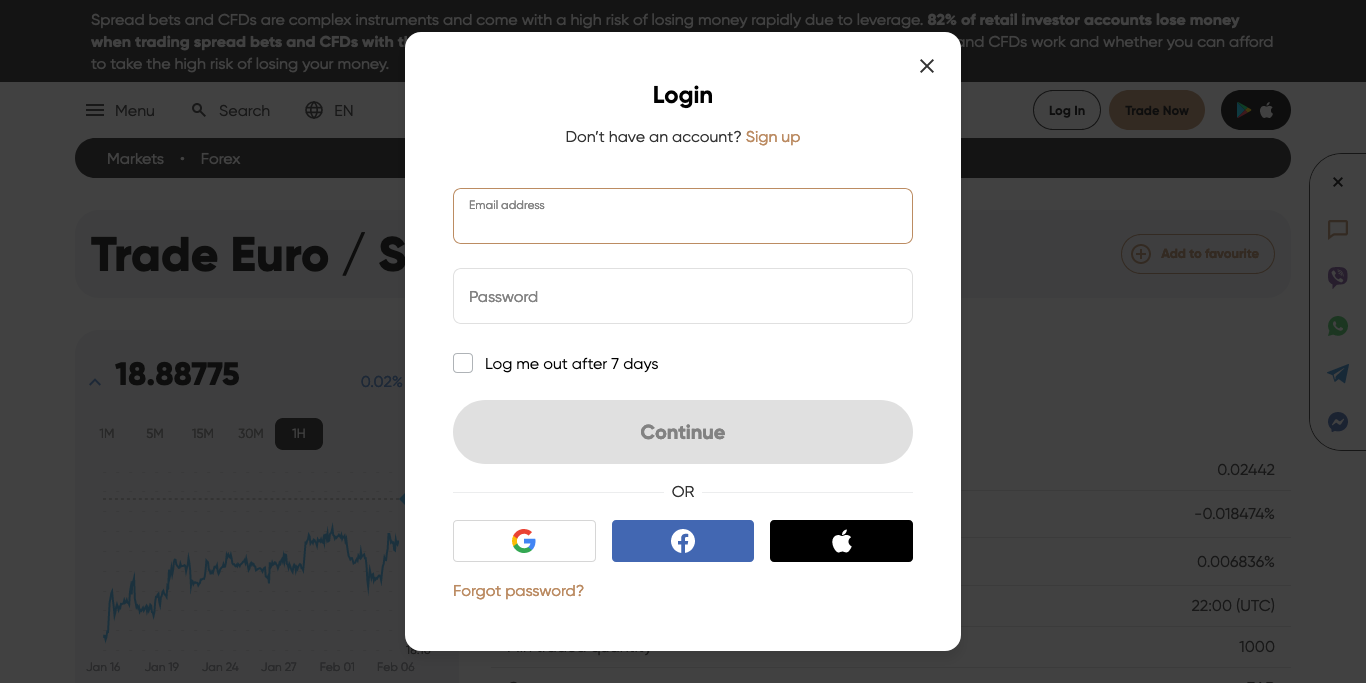 Spread bets and CFDs are complex instruments and come with a high risk of losing money rapidly due to leverage. 82% of retail investor accounts lose money
when trading spread bets and CFDs with and CFDs work and whether you can afford
to take the high risk of losing your money.
Login
Don't have an account? Sign up
Menu Search EN
Log In Trade Now
Markets • Forex
Email address
Trade Euro / S
Add to favourite
Password
Log me out after 7 days
18.88775
0.02%
1M 5M 15M 30M 1H
Continue
0.02442
OR
-0.018474%
0.006836%
Forgot password?
22:00 (UTC)
1000
Jan 16 Jan 19 Jan 24 Jan 27 Feb 01 Feb 06